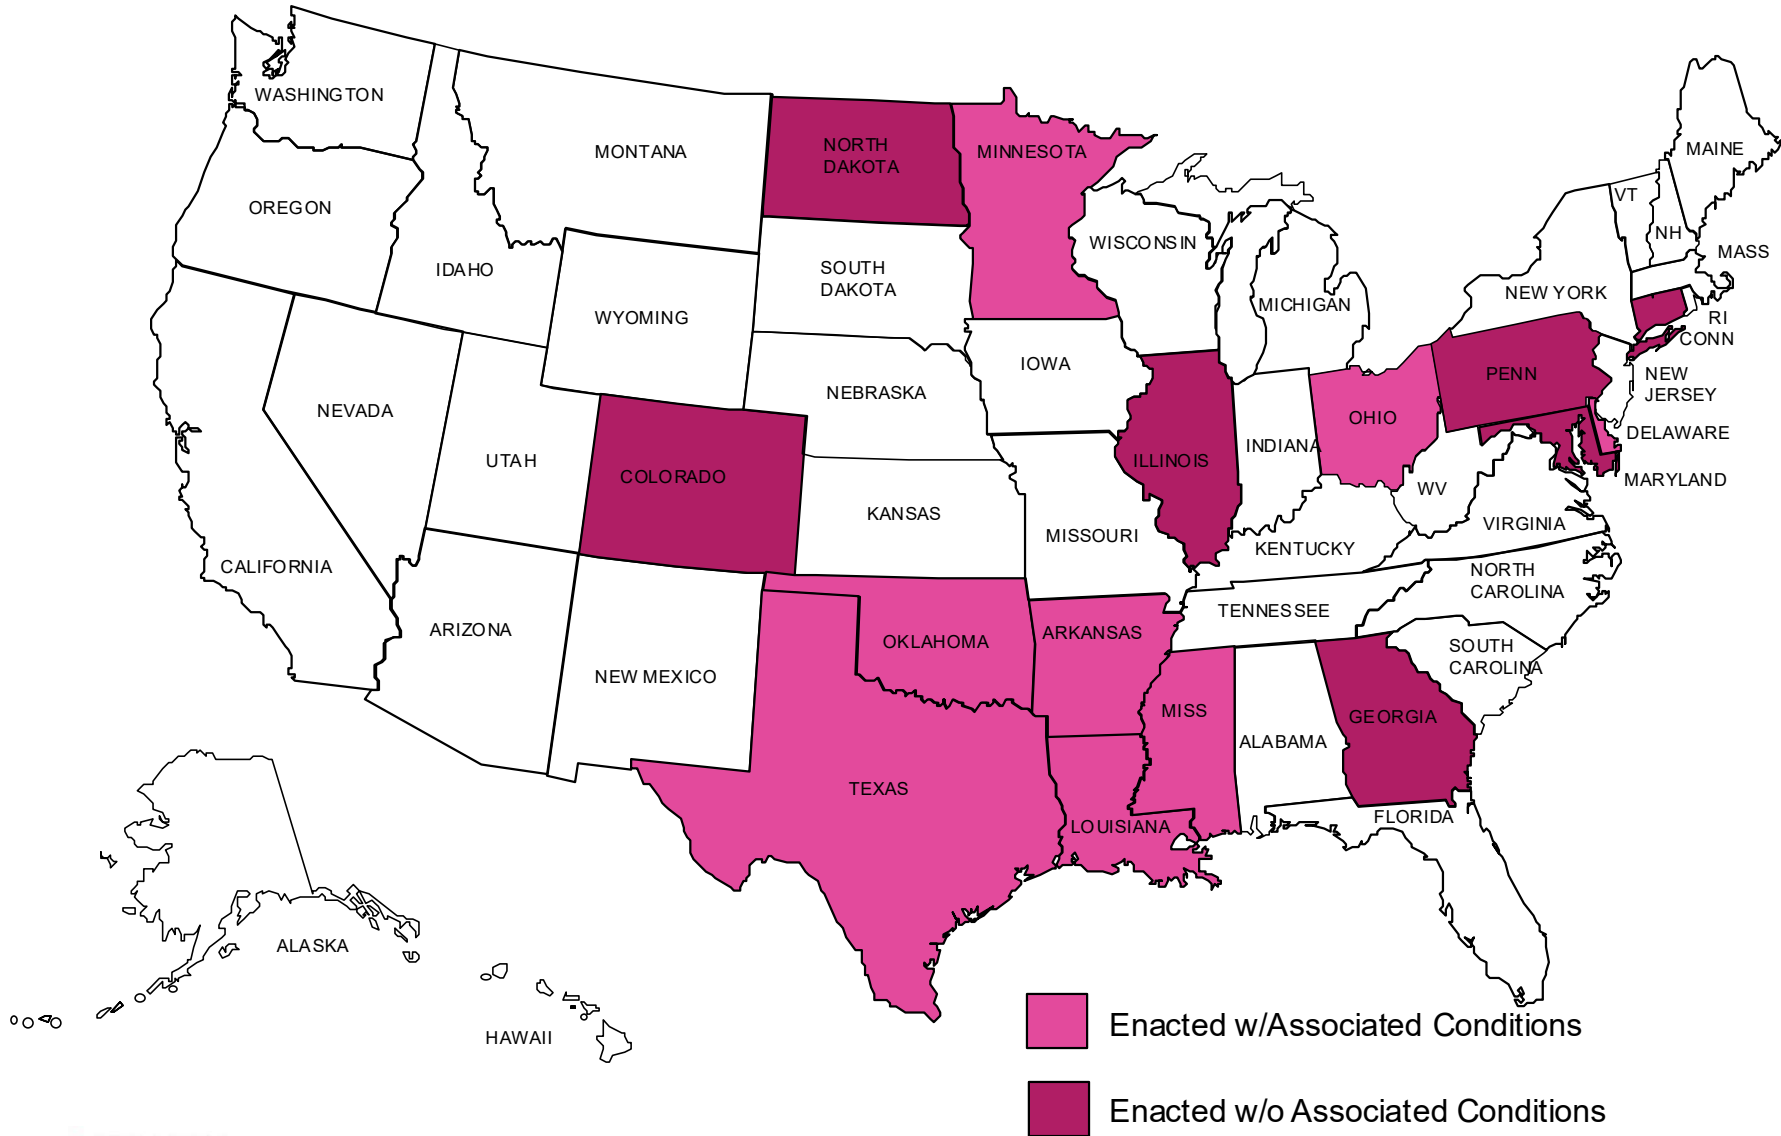 WASHINGTON
MONTANA
NORTH
DAKOTA
MINNESOTA
MAINE
VT
OREGON
NH
MASS
WISCONSIN
IDAHO
SOUTH
DAKOTA
NEW YORK
MICHIGAN
WYOMING
RI
CONN
IOWA
PENN
NEW
JERSEY
NEBRASKA
NEVADA
OHIO
DELAWARE
INDIANA
UTAH
ILLINOIS
COLORADO
MARYLAND
WV
KANSAS
VIRGINIA
MISSOURI
KENTUCKY
CALIFORNIA
NORTH
CAROLINA
TENNESSEE
ARIZONA
OKLAHOMA
ARKANSAS
SOUTH
CAROLINA
NEW MEXICO
MISS
GEORGIA
ALABAMA
TEXAS
LOUISIANA
FLORIDA
ALASKA
HAWAII
Enacted w/Associated Conditions
Enacted w/o Associated Conditions